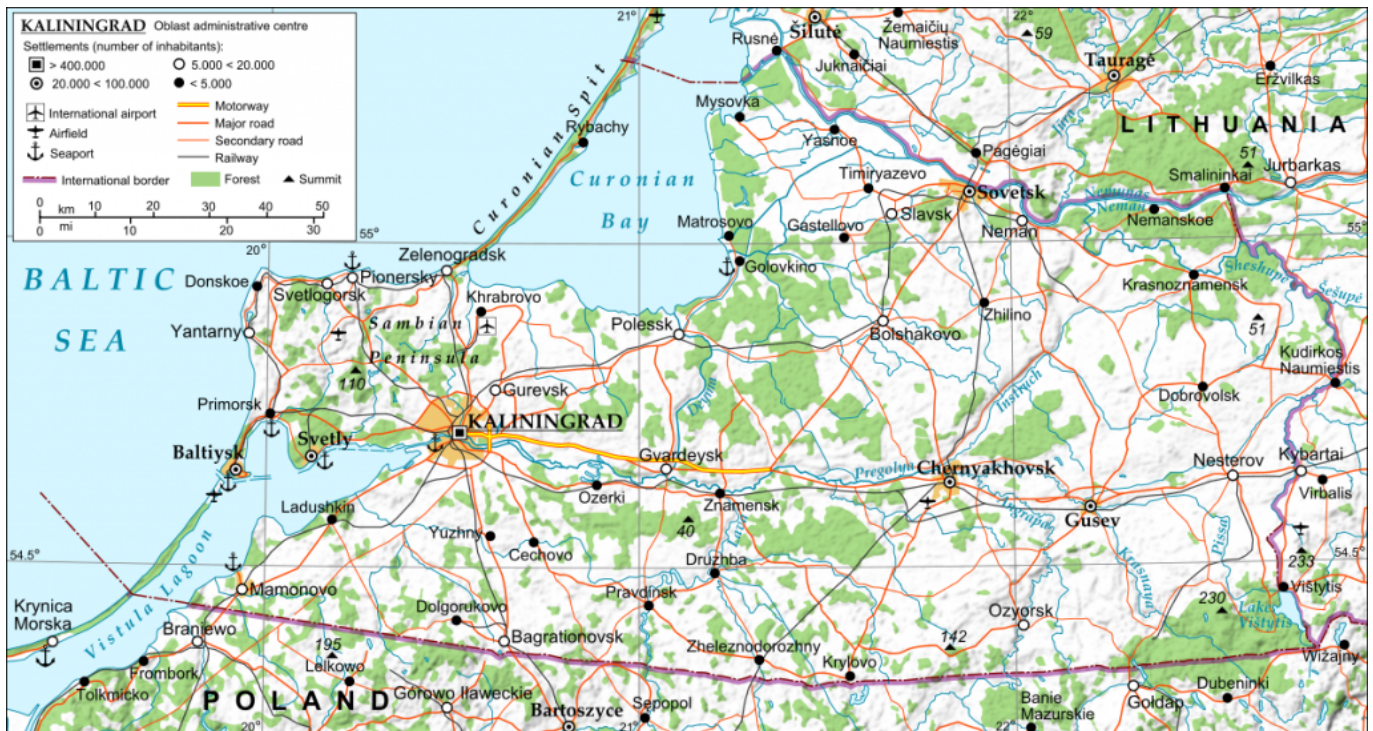 KALININGRAD Oblast administrative centre
Settlements (number of inhabitants):
> 400.000
5.000 < 20.000
20.000 < 100.000
< 5.000
International airport
Airfield
Seaport
Motorway
Major road
Secondary road
Railway
International border
Forest
Summit
0 km 10 20 30 40 50
0 mi 10 20 30
21°
22°
Šilutė
Žemaičių
Naumiestis
59
Rusnė
Juknaičiai
Tauragė
Eržvilkas
Mysovka
Curonian Spit
Rybachy
Yasnoe
Jūra
LITHUANIA
Pagėgiai
51
Jurbarkas
Curonian
Bay
Timiryazevo
Smalininkai
Sovetsk
Nemunas
Neman
Slavsk
Nemanskoe
Matrosovo
Gastellovo
Neman
55°
20°
55°
Zelenogradsk
Golovkino
Sheshupe
Šešupė
BALTIC
SEA
Donskoe
Pionersky
Svetlogorsk
Krasnoznamensk
Khrabrovo
Zhilino
51
Sambian
Peninsula
Yantarny
Polessk
Bolshakovo
Kudirkos
Naumiestis
110
Gurevsk
Dejma
Instruch
Dobrovolsk
Primorsk
KALININGRAD
Svetly
Baltiysk
Gvardeysk
Pregolya
Chernyakhovsk
Nesterov
Kybartai
Virbalis
Ozerki
Znamensk
Ladushkin
Angrapa
Gusev
Yuzhny
40
Lava
Cechovo
Pissa
Krasnaya
54.5°
Vistula Lagoon
Druzhba
233
54.5°
Mamonovo
Vištytis
Krynica
Morska
Dolgorukovo
Pravdinsk
Ozyorsk
230
Lake
Vištytis
Braniewo
Bagrationovsk
142
195
Zheleznodorozhny
Krylovo
Wiżajny
Frombork
Lelkowo
Tolkmicko
POLAND
Górowo Iławeckie
Gołdap
Dubeninki
Sępopol
Banie
Mazurskie
Bartoszyce
20°
21°
22°